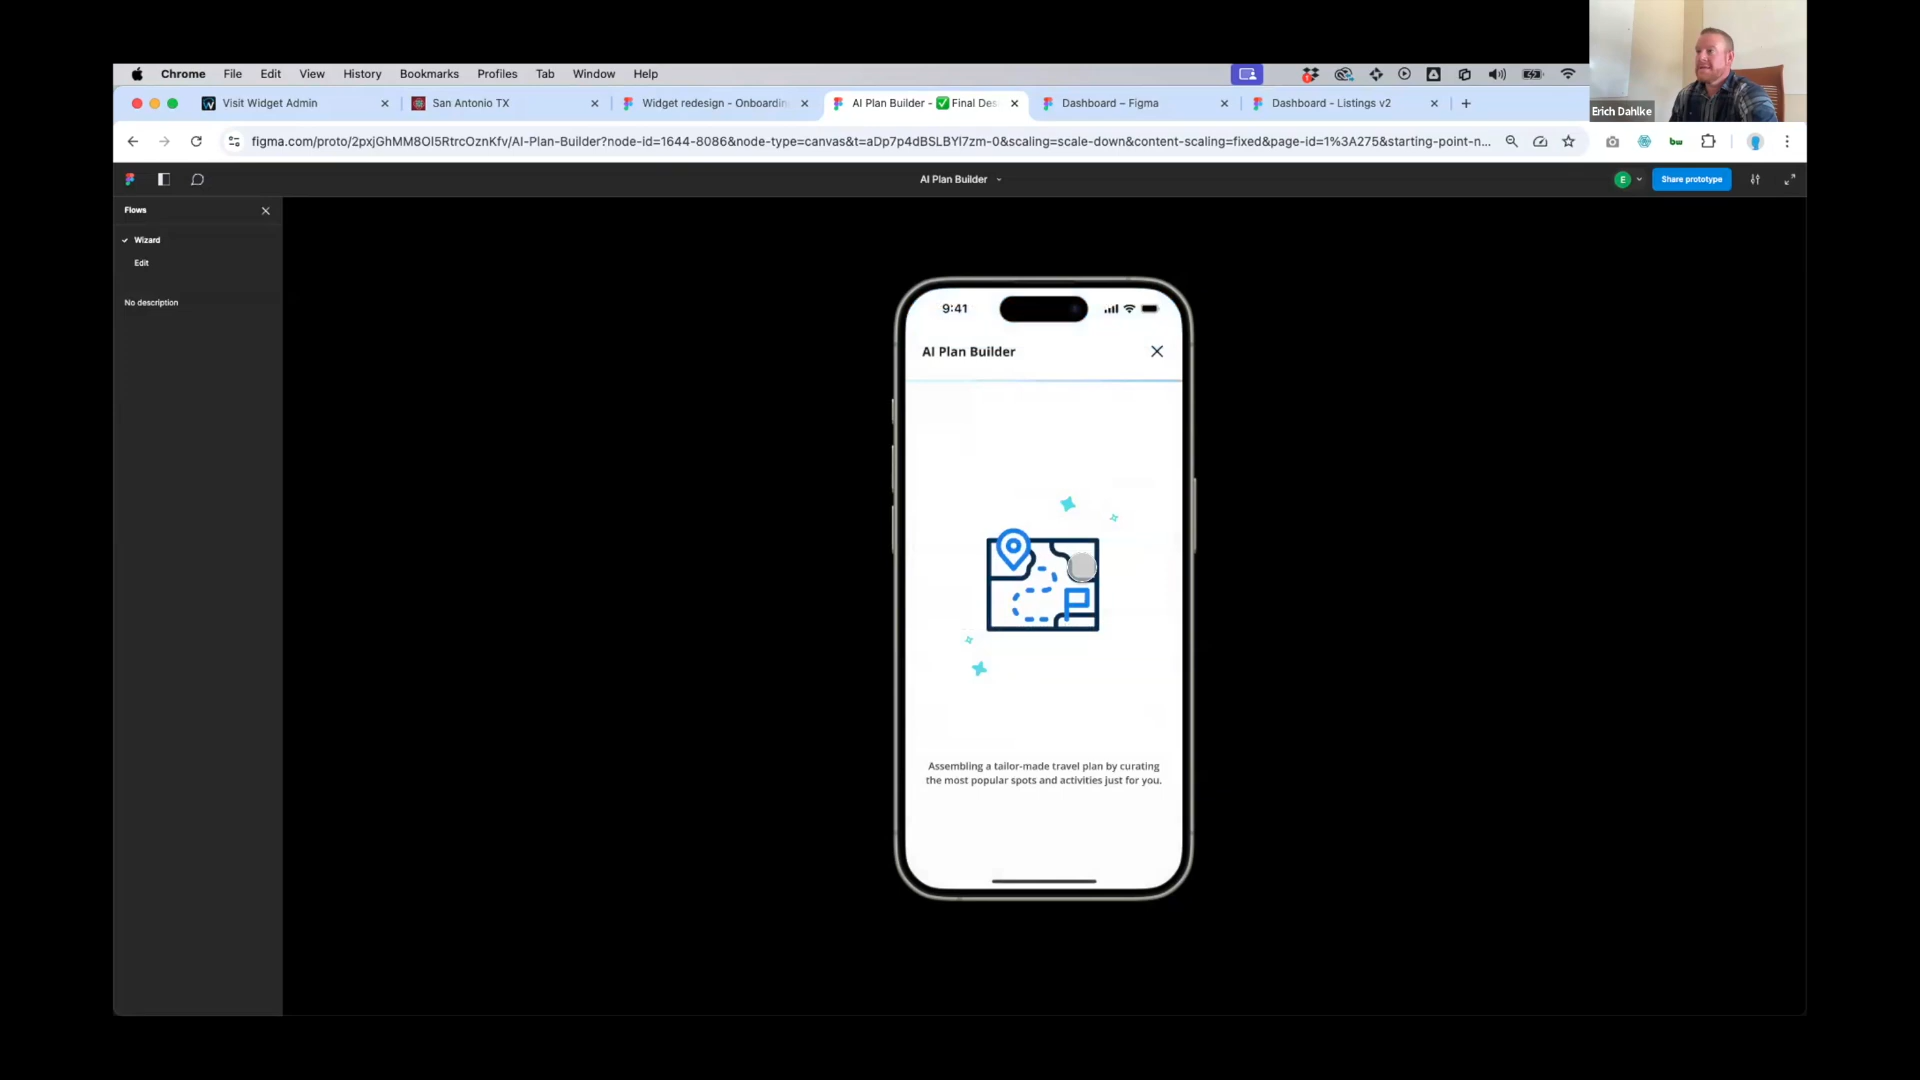 Chrome File Edit View History Bookmarks Profiles Tab Window Help
Erich Dahlke
Visit Widget Admin
San Antonio TX
Widget redesign - Onboardin
AI Plan Builder - ✅ Final Des
Dashboard – Figma
Dashboard - Listings v2
figma.com/proto/2pxjGhMM8OI5RtrcOznKfv/AI-Plan-Builder?node-id=1644-8086&node-type=canvas&t=aDp7p4dBSLBYI7zm-0&scaling=scale-down&content-scaling=fixed&page-id=1%3A275&starting-point-n...
AI Plan Builder
E
Share prototype
Flows
Wizard
Edit
No description
9:41
AI Plan Builder
Assembling a tailor-made travel plan by curating
the most popular spots and activities just for you.